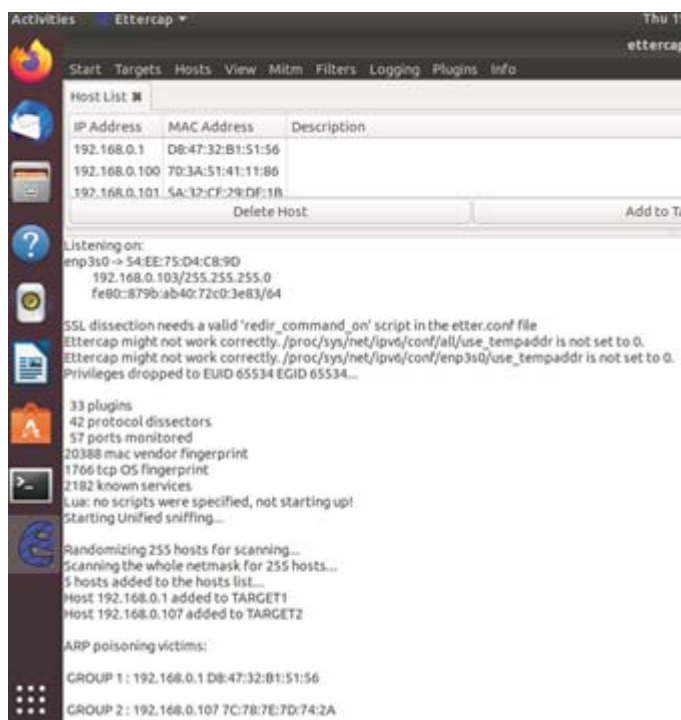 Activities Ettercap Thu 1
ettercap
Start Targets Hosts View Mitm Filters Logging Plugins Info
Host List ✖
IP Address MAC Address Description
192.168.0.1 D8:47:32:B1:51:56
192.168.0.100 70:3A:51:41:11:86
192.168.0.101 5A:32:CF:29:DF:1B
Delete Host Add to Ta
Listening on:
enp3s0 -> 54:EE:75:D4:C8:9D
192.168.0.103/255.255.255.0
fe80::879b:ab40:72c0:3e83/64
SSL dissection needs a valid 'redir_command_on' script in the etter.conf file
Ettercap might not work correctly. /proc/sys/net/ipv6/conf/all/use_tempaddr is not set to 0.
Ettercap might not work correctly. /proc/sys/net/ipv6/conf/enp3s0/use_tempaddr is not set to 0.
Privileges dropped to EUID 65534 EGID 65534...
33 plugins
42 protocol dissectors
57 ports monitored
20388 mac vendor fingerprint
1766 tcp OS fingerprint
2182 known services
Lua: no scripts were specified, not starting up!
Starting Unified sniffing...
Randomizing 255 hosts for scanning...
Scanning the whole netmask for 255 hosts...
5 hosts added to the hosts list...
Host 192.168.0.1 added to TARGET1
Host 192.168.0.107 added to TARGET2
ARP poisoning victims:
GROUP 1 : 192.168.0.1 D8:47:32:B1:51:56
GROUP 2 : 192.168.0.107 7C:78:7E:7D:74:2A